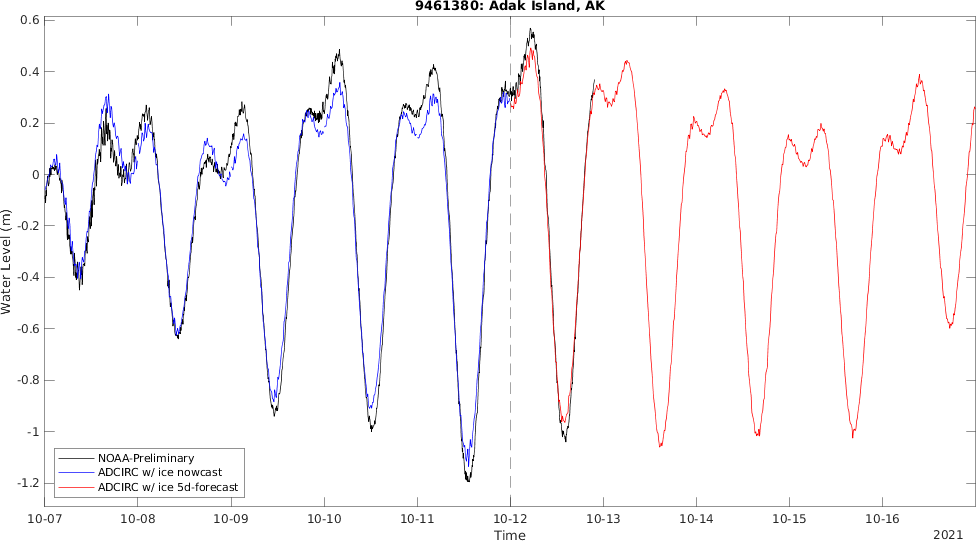 9461380: Adak Island, AK
0.6
0.4
0.2
0
-0.2
-0.4
-0.6
-0.8
-1
-1.2
Water Level (m)
NOAA-Preliminary
ADCIRC w/ ice nowcast
ADCIRC w/ ice 5d-forecast
10-07 10-08 10-09 10-10 10-11 10-12 10-13 10-14 10-15 10-16
Time
2021